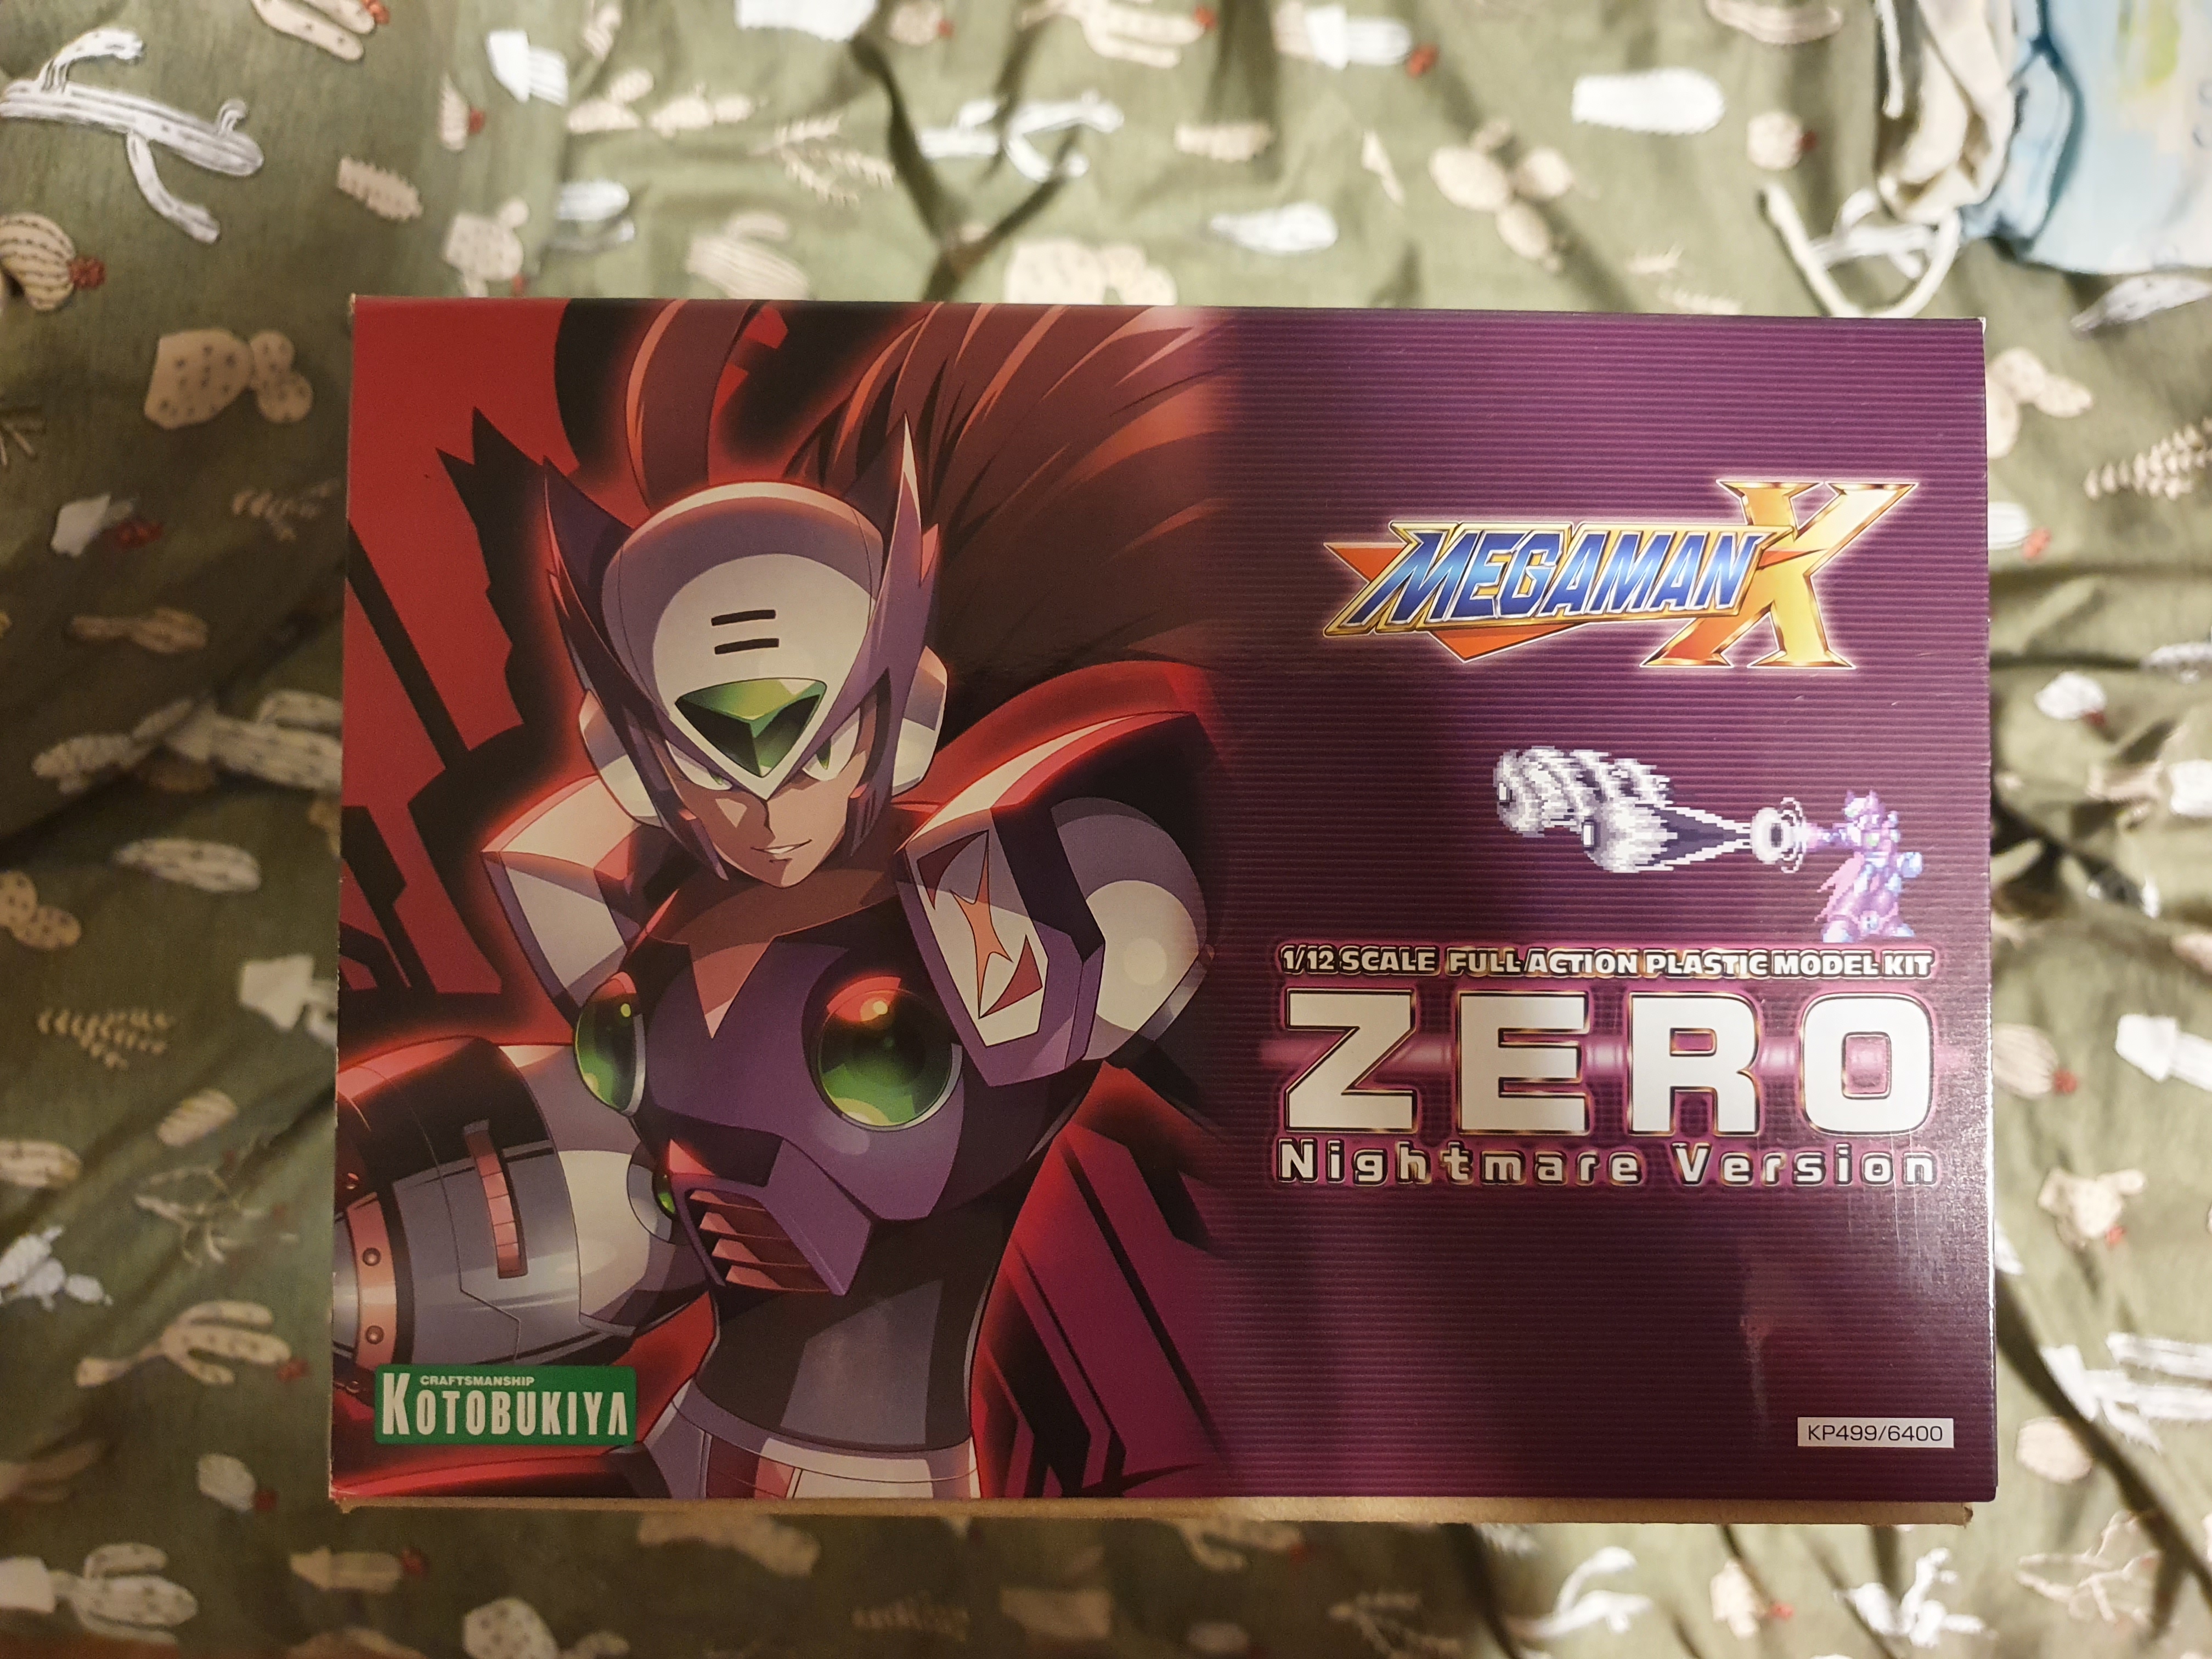 MEGAMAN X
1/12 SCALE FULL ACTION PLASTIC MODEL KIT
ZERO
Nightmare Version
CRAFTSMANSHIP
KOTOBUKIYA
KP499/6400